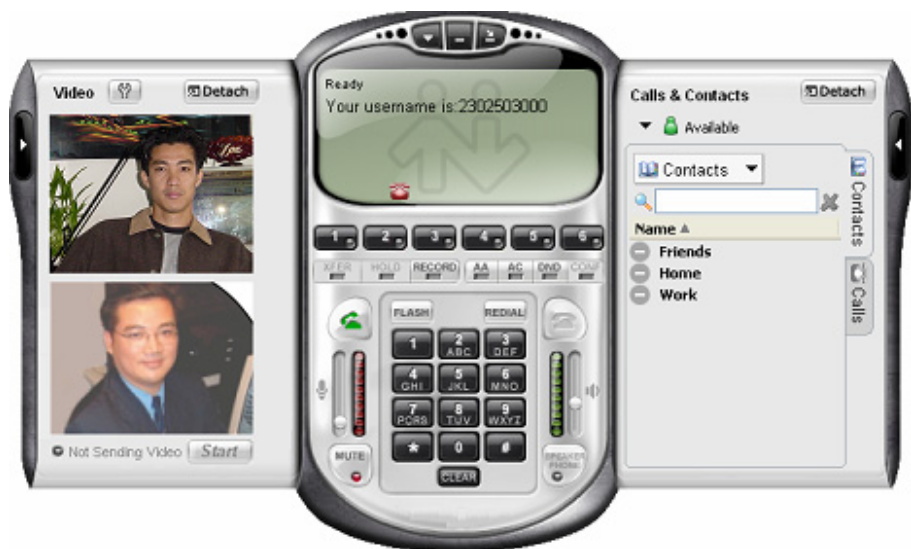 Video
Detach
Not Sending Video
Start
Ready
Your username is:2302503000
1 2 3 4 5 6
XFER HOLD RECORD AA AC DND CONF
FLASH
REDIAL
1
2 ABC
3 DEF
4 GHI
5 JKL
6 MNO
7 PQRS
8 TUV
9 WXYZ
* 0 #
CLEAR
MUTE
SPEAKER
PHONE
Calls & Contacts
Detach
Available
Contacts
Name
Friends
Home
Work
Contacts
Calls